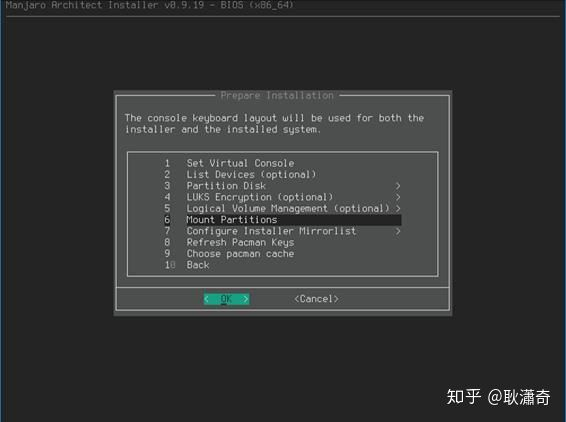 Manjaro Architect Installer v0.9.19 - BIOS (x86_64)
Prepare Installation
The console keyboard layout will be used for both the
installer and the installed system.
1 Set Virtual Console
2 List Devices (optional)
3 Partition Disk >
4 LUKS Encryption (optional) >
5 Logical Volume Management (optional) >
6 Mount Partitions
7 Configure Installer Mirrorlist >
8 Refresh Pacman Keys
9 Choose pacman cache
10 Back
< OK > <Cancel>
知乎 @耿瀟奇